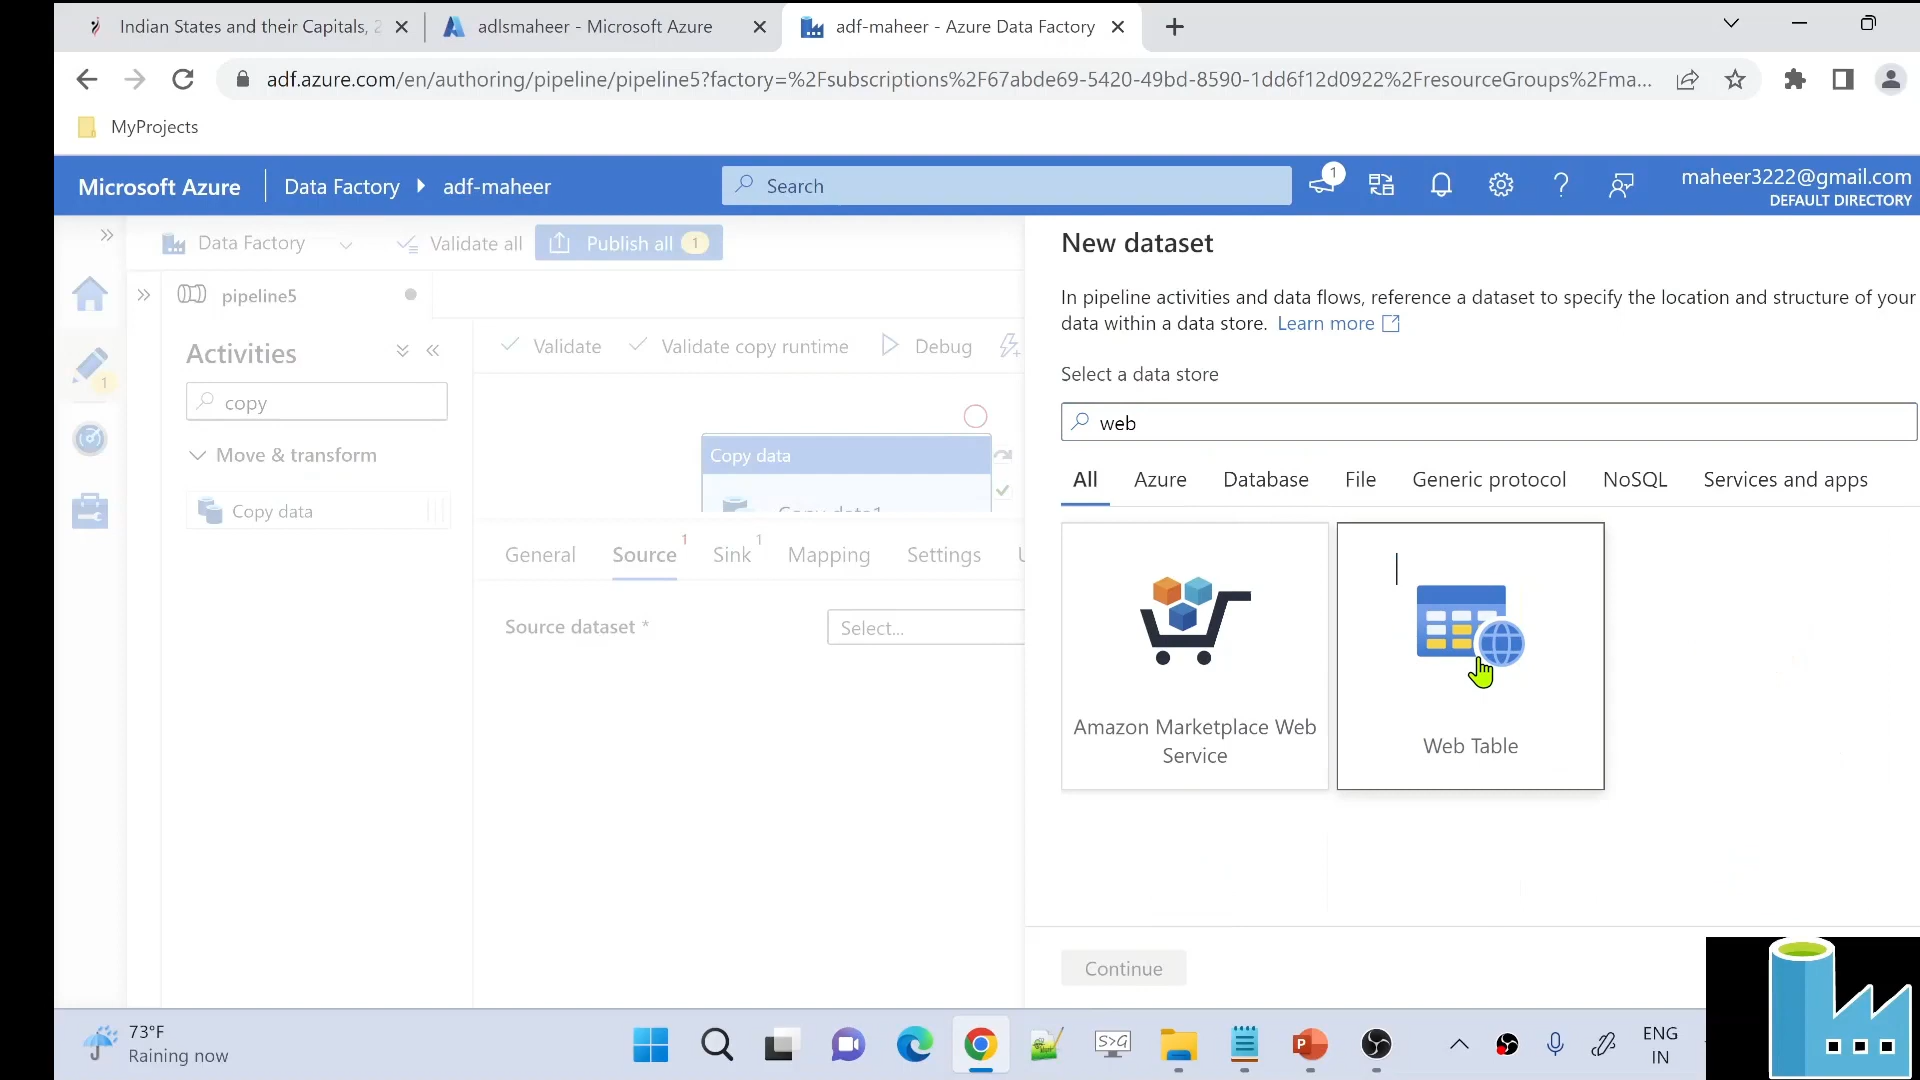 Indian States and their Capitals, 2
adlsmaheer - Microsoft Azure
adf-maheer - Azure Data Factory
adf.azure.com/en/authoring/pipeline/pipeline5?factory=%2Fsubscriptions%2F67abde69-5420-49bd-8590-1dd6f12d0922%2FresourceGroups%2Fma...
MyProjects
Microsoft Azure
Data Factory
adf-maheer
Search
1
maheer3222@gmail.com
DEFAULT DIRECTORY
Data Factory
Validate all
Publish all 1
pipeline5
1
Activities
copy
Move & transform
Copy data
Validate
Validate copy runtime
Debug
Copy data
General
Source 1
Sink 1
Mapping
Settings
Source dataset *
Select...
New dataset
In pipeline activities and data flows, reference a dataset to specify the location and structure of your
data within a data store. Learn more
Select a data store
web
All
Azure
Database
File
Generic protocol
NoSQL
Services and apps
Amazon Marketplace Web
Service
Web Table
Continue
73°F
Raining now
S>G
P
ENG
IN